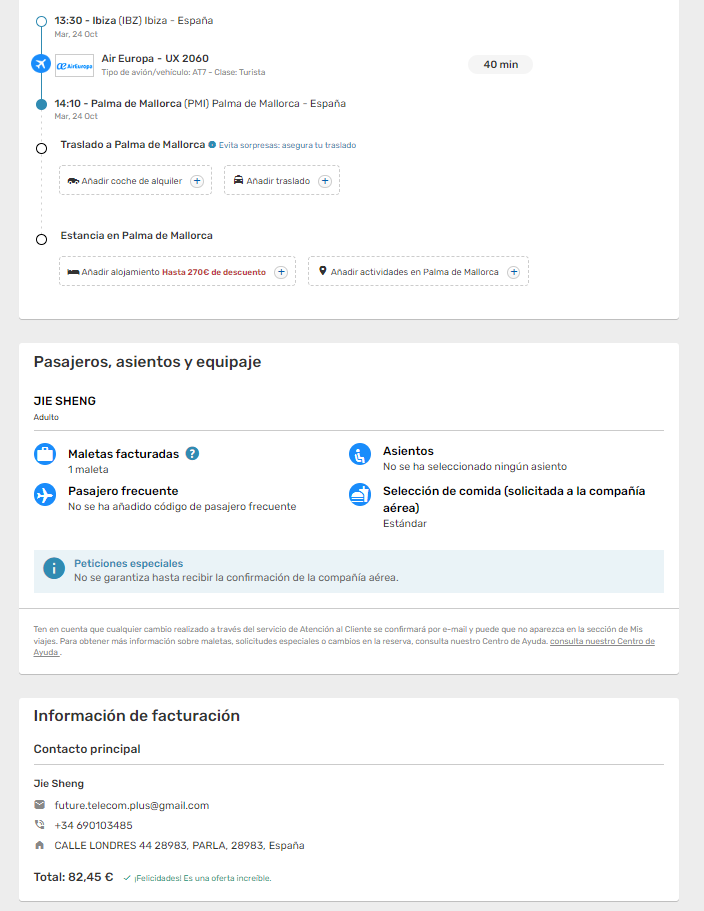 13:30 - Ibiza (IBZ) Ibiza - España
Mar, 24 Oct
AirEuropa
Air Europa - UX 2060
Tipo de avión/vehículo: AT7 - Clase: Turista
40 min
14:10 - Palma de Mallorca (PMI) Palma de Mallorca - España
Mar, 24 Oct
Traslado a Palma de Mallorca Evita sorpresas: asegura tu traslado
Añadir coche de alquiler +
Añadir traslado +
Estancia en Palma de Mallorca
Añadir alojamiento Hasta 270€ de descuento +
Añadir actividades en Palma de Mallorca +
Pasajeros, asientos y equipaje
JIE SHENG
Adulto
Maletas facturadas ?
1 maleta
Asientos
No se ha seleccionado ningún asiento
Pasajero frecuente
No se ha añadido código de pasajero frecuente
Selección de comida (solicitada a la compañía
aérea)
Estándar
Peticiones especiales
No se garantiza hasta recibir la confirmación de la compañía aérea.
Ten en cuenta que cualquier cambio realizado a través del servicio de Atención al Cliente se confirmará por e-mail y puede que no aparezca en la sección de Mis
viajes. Para obtener más información sobre maletas, solicitudes especiales o cambios en la reserva, consulta nuestro Centro de Ayuda. consulta nuestro Centro de
Ayuda .
Información de facturación
Contacto principal
Jie Sheng
future.telecom.plus@gmail.com
+34 690103485
CALLE LONDRES 44 28983, PARLA, 28983, España
Total: 82,45 € ¡Felicidades! Es una oferta increíble.